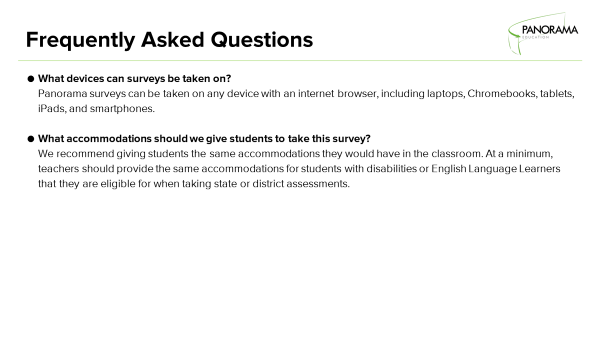 Frequently Asked Questions
PANORAMA
EDUCATION
● What devices can surveys be taken on?
Panorama surveys can be taken on any device with an internet browser, including laptops, Chromebooks, tablets,
iPads, and smartphones.
● What accommodations should we give students to take this survey?
We recommend giving students the same accommodations they would have in the classroom. At a minimum,
teachers should provide the same accommodations for students with disabilities or English Language Learners
that they are eligible for when taking state or district assessments.